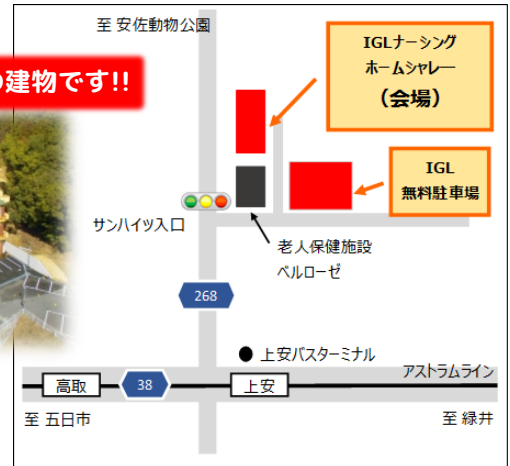 至 安佐動物公園
の建物です!!
IGLナーシング
ホームシャレー
（会場）
IGL
無料駐車場
サンハイツ入口
老人保健施設
ベルローゼ
268
上安バスターミナル
アストラムライン
高取
38
上安
至 五日市
至 緑井